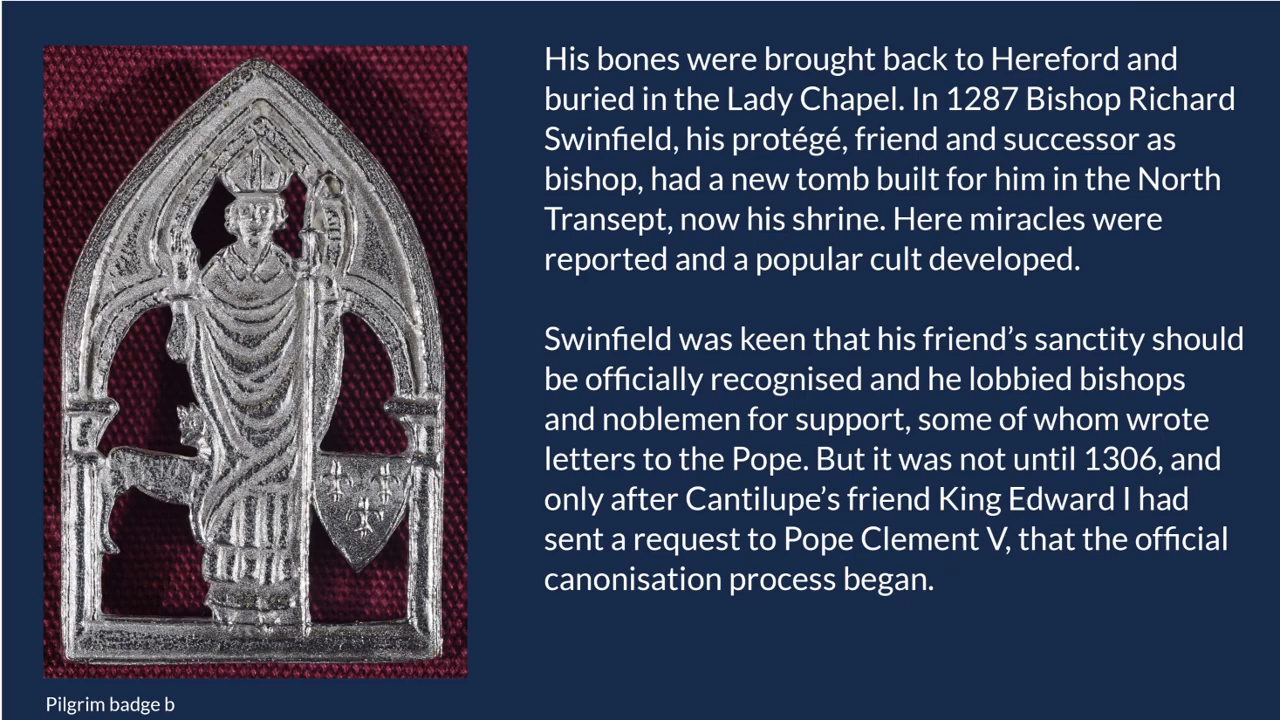 His bones were brought back to Hereford and
buried in the Lady Chapel. In 1287 Bishop Richard
Swinfield, his protégé, friend and successor as
bishop, had a new tomb built for him in the North
Transept, now his shrine. Here miracles were
reported and a popular cult developed.
Swinfield was keen that his friend’s sanctity should
be officially recognised and he lobbied bishops
and noblemen for support, some of whom wrote
letters to the Pope. But it was not until 1306, and
only after Cantilupe’s friend King Edward I had
sent a request to Pope Clement V, that the official
canonisation process began.
Pilgrim badge b